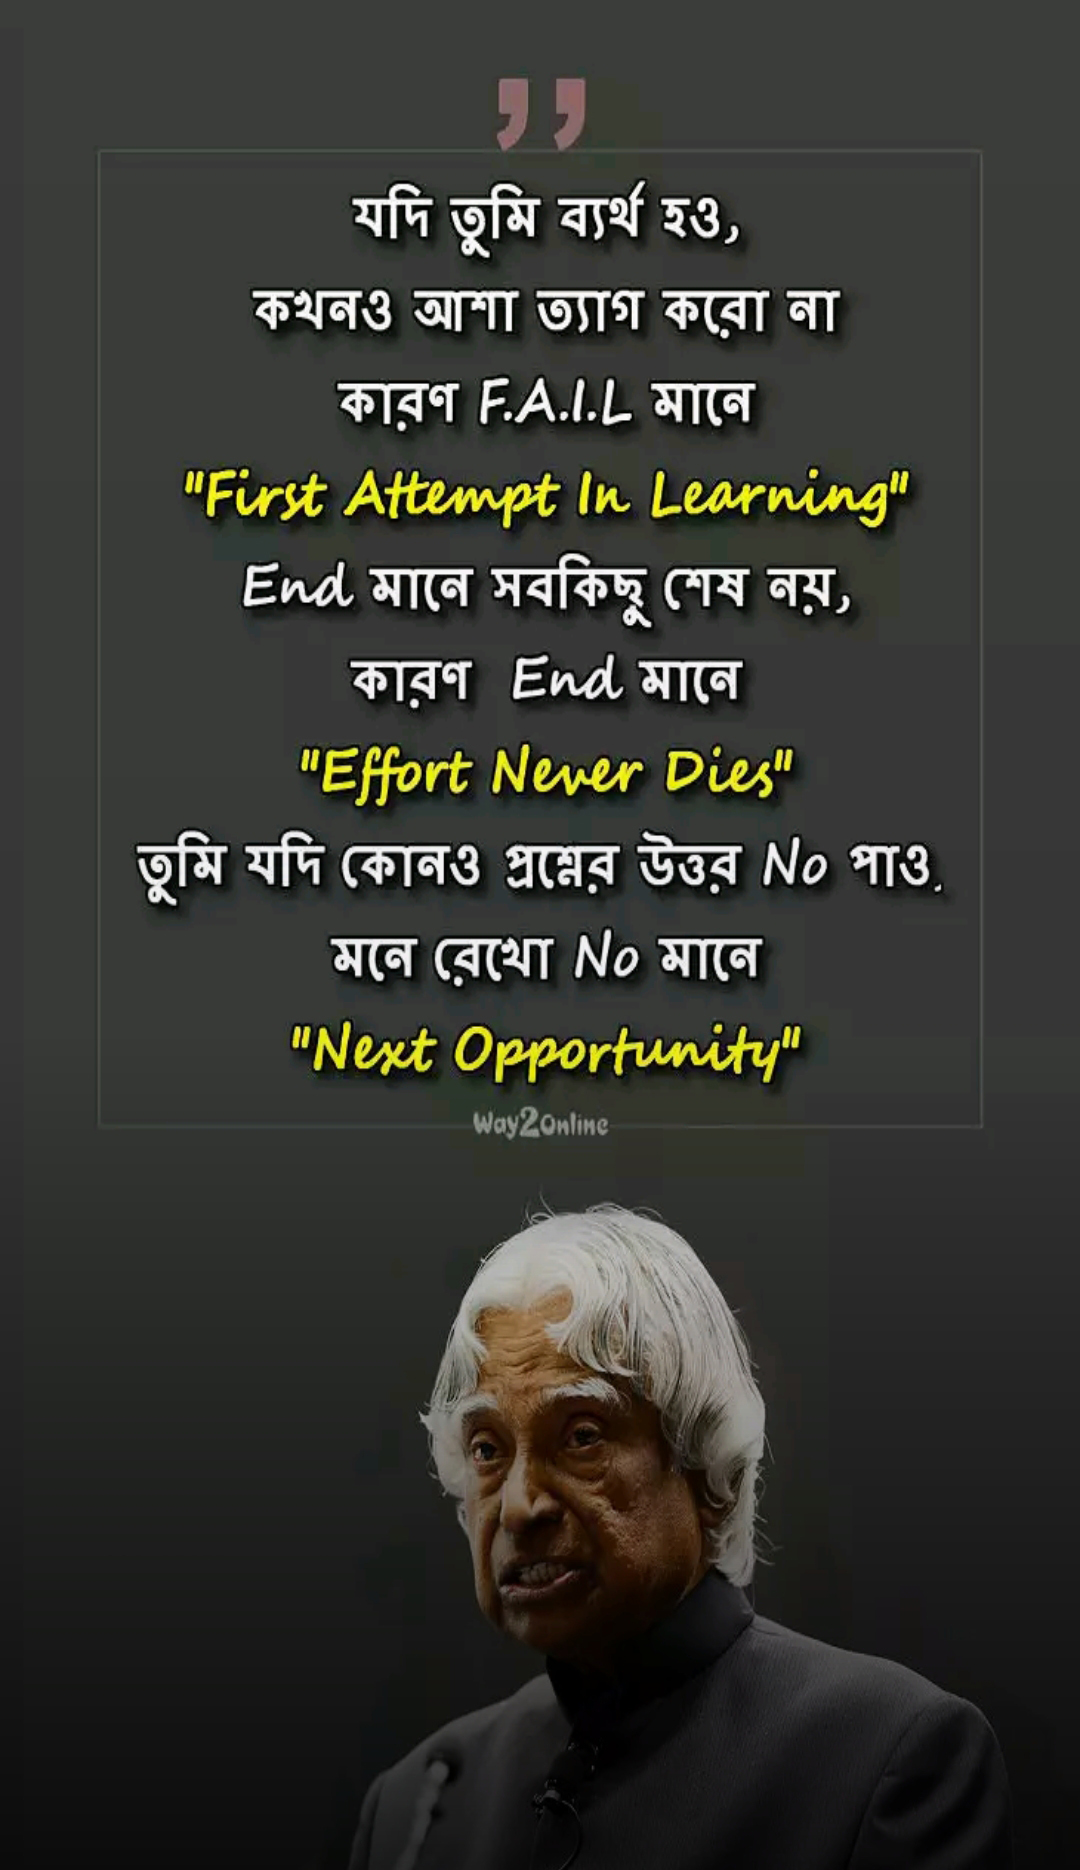 যদি তুমি ব্যর্থ হও,
কখনও আশা ত্যাগ করো না
কারণ F.A.I.L মানে
"First Attempt In Learning"
End মানে সবকিছু শেষ নয়,
কারণ End মানে
"Effort Never Dies"
তুমি যদি কোনও প্রশ্নের উত্তর No পাও.
মনে রেখো No মানে
"Next Opportunity"
Way2Online